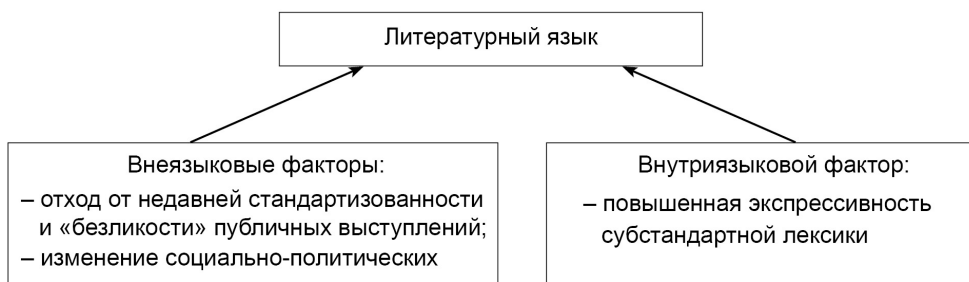 Литературный язык
Внеязыковые факторы:
– отход от недавней стандартизованности
и «безликости» публичных выступлений;
– изменение социально-политических
Внутриязыковой фактор:
– повышенная экспрессивность
субстандартной лексики